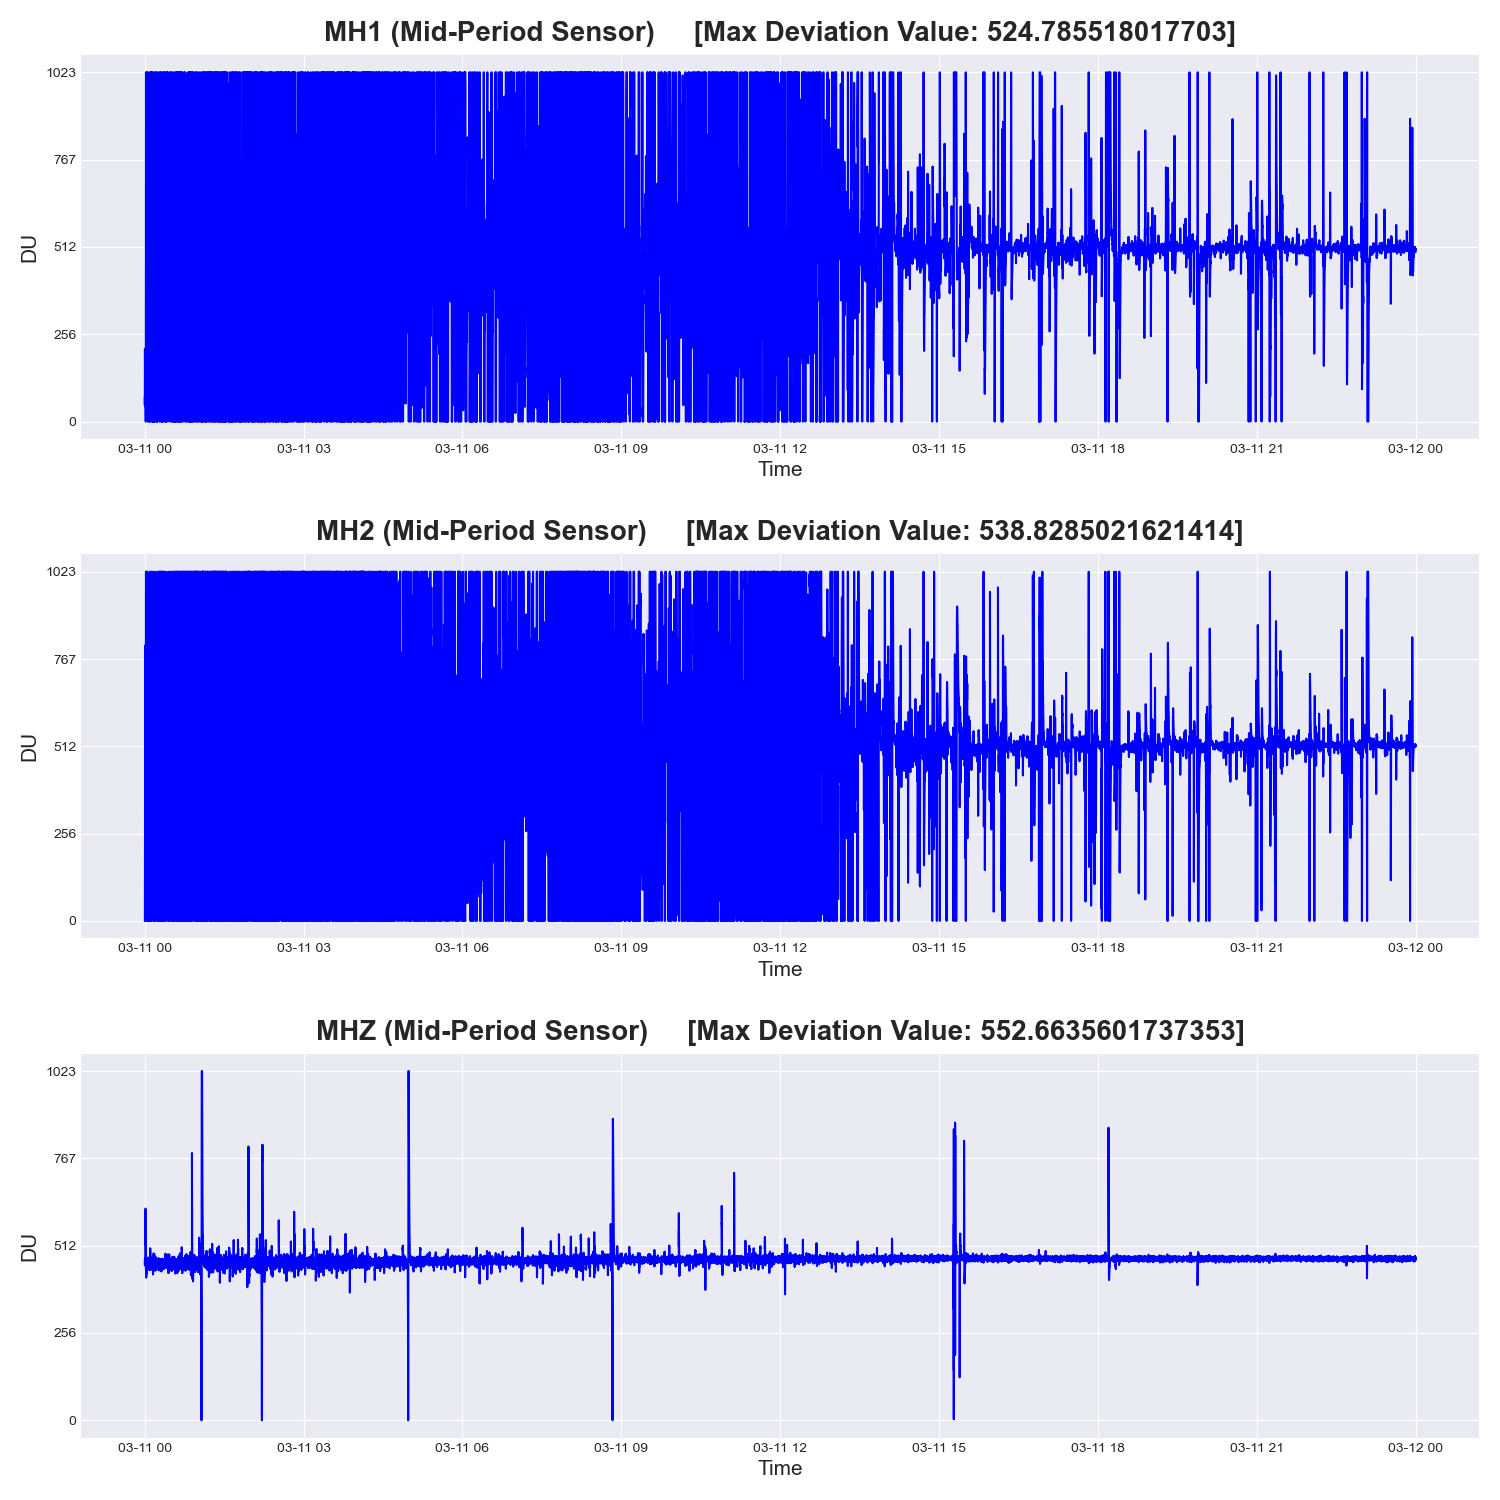 MH1 (Mid-Period Sensor) [Max Deviation Value: 524.785518017703]
1023
767
512
256
0
DU
03-11 00 03-11 03 03-11 06 03-11 09 03-11 12 03-11 15 03-11 18 03-11 21 03-12 00
Time
MH2 (Mid-Period Sensor) [Max Deviation Value: 538.8285021621414]
1023
767
512
256
0
DU
03-11 00 03-11 03 03-11 06 03-11 09 03-11 12 03-11 15 03-11 18 03-11 21 03-12 00
Time
MHZ (Mid-Period Sensor) [Max Deviation Value: 552.6635601737353]
1023
767
512
256
0
DU
03-11 00 03-11 03 03-11 06 03-11 09 03-11 12 03-11 15 03-11 18 03-11 21 03-12 00
Time